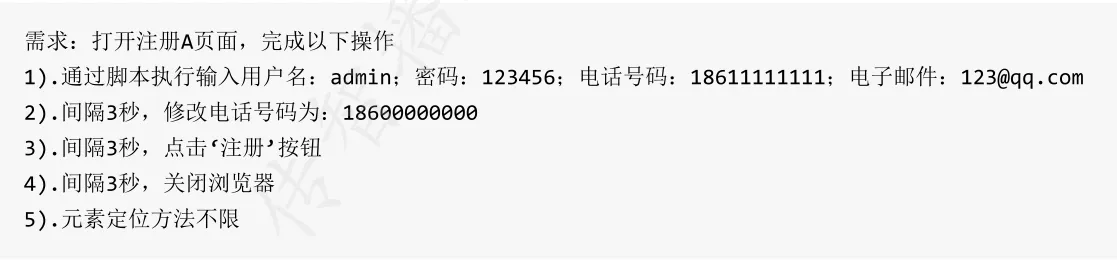 需求：打开注册A页面，完成以下操作
1).通过脚本执行输入用户名：admin；密码：123456；电话号码：18611111111；电子邮件：123@qq.com
2).间隔3秒，修改电话号码为：18600000000
3).间隔3秒，点击‘注册’按钮
4).间隔3秒，关闭浏览器
5).元素定位方法不限
传智播